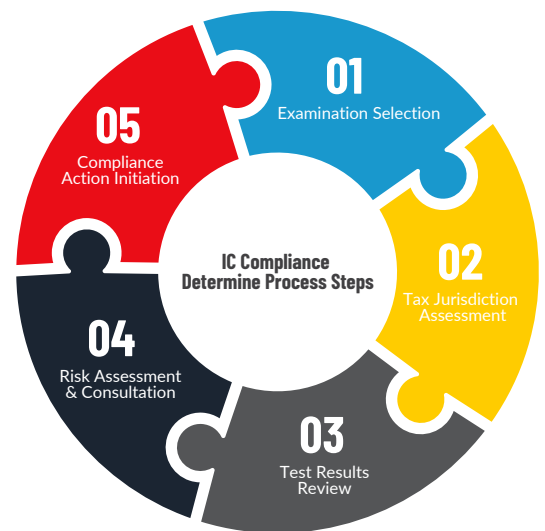 01
Examination Selection
02
Tax Jurisdiction
Assessment
03
Test Results
Review
04
Risk Assessment
& Consultation
05
Compliance
Action Initiation
IC Compliance
Determine Process Steps